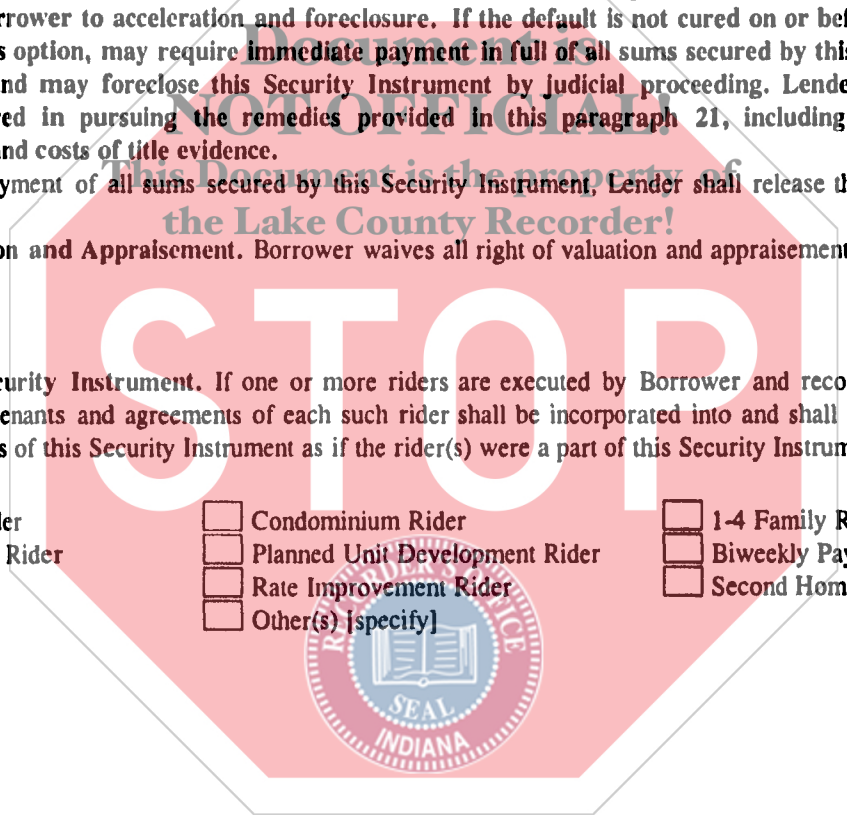 rrower to acceleration and foreclosure. If the default is not cured on or bef
s option, may require immediate payment in full of all sums secured by this
nd may foreclose this Security Instrument by judicial proceeding. Lende
ed in pursuing the remedies provided in this paragraph 21, including
nd costs of title evidence.
yment of all sums secured by this Security Instrument, Lender shall release th
on and Appraisement. Borrower waives all right of valuation and appraisement
Document is
NOT OFFICIAL!
This Document is the property of
the Lake County Recorder!
STOP
curity Instrument. If one or more riders are executed by Borrower and reco
enants and agreements of each such rider shall be incorporated into and shall
s of this Security Instrument as if the rider(s) were a part of this Security Instrum
ler Condominium Rider 1-4 Family R
Rider Planned Unit Development Rider Biweekly Pay
Rate Improvement Rider Second Hom
Other(s) [specify]
RECORDER'S OFFICE
SEAL
INDIANA